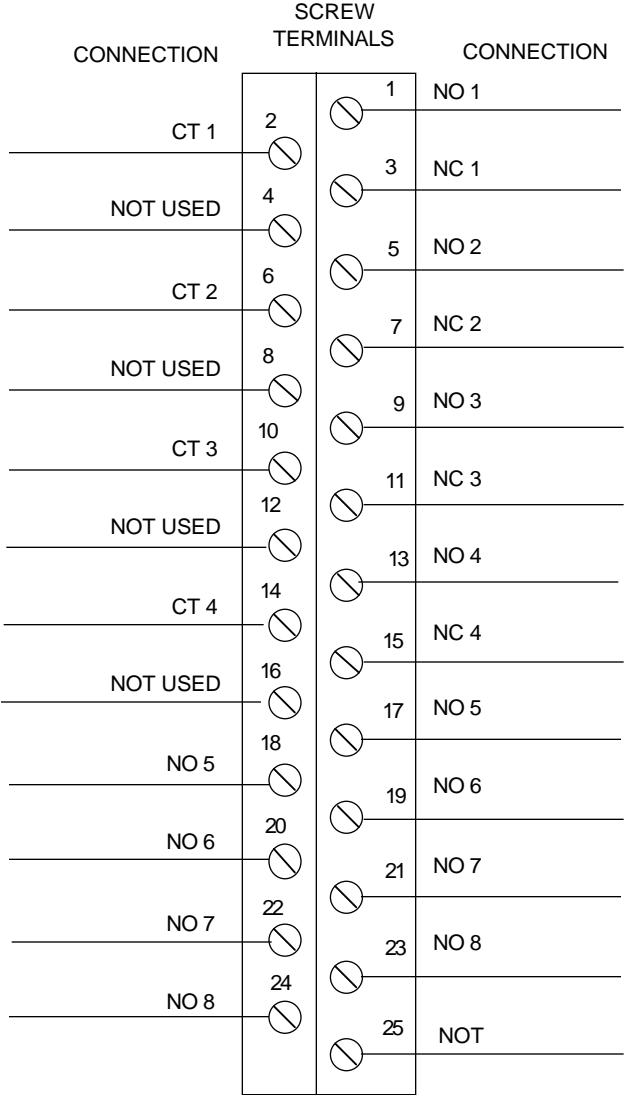 SCREW
TERMINALS
CONNECTION
CONNECTION
1 NO 1
CT 1 2
3 NC 1
NOT USED 4
5 NO 2
CT 2 6
7 NC 2
NOT USED 8
9 NO 3
CT 3 10
11 NC 3
NOT USED 12
13 NO 4
CT 4 14
15 NC 4
NOT USED 16
17 NO 5
NO 5 18
19 NO 6
NO 6 20
21 NO 7
NO 7 22
23 NO 8
NO 8 24
25 NOT